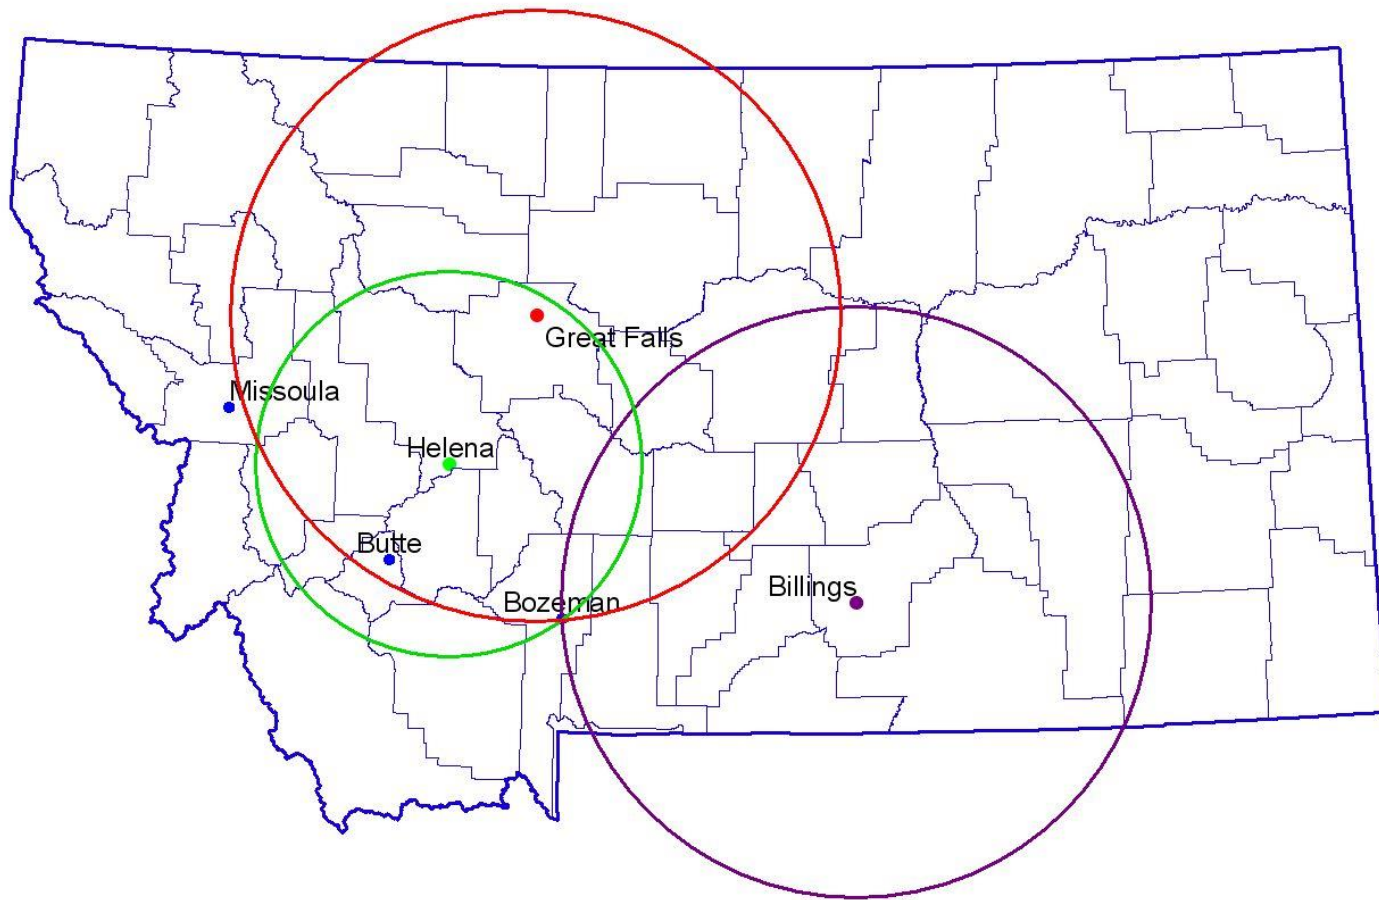 Great Falls
Missoula
Helena
Butte
Billings
Bozeman